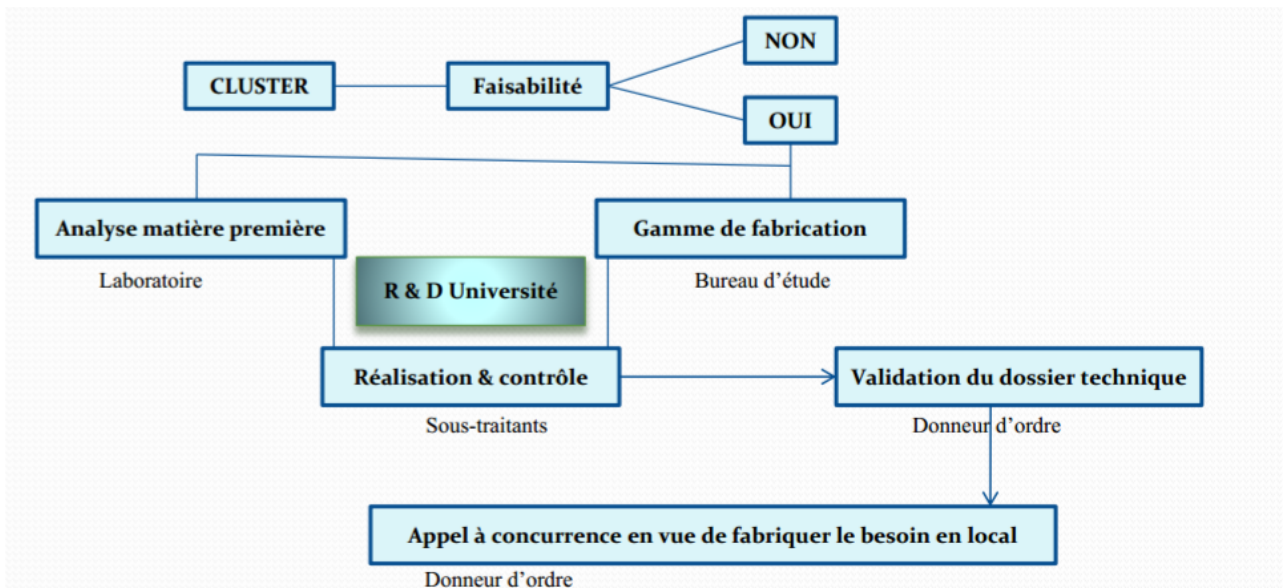 NON
CLUSTER
Faisabilité
OUI
Analyse matière première
Gamme de fabrication
Laboratoire
Bureau d’étude
R & D Université
Réalisation & contrôle
Validation du dossier technique
Sous-traitants
Donneur d’ordre
Appel à concurrence en vue de fabriquer le besoin en local
Donneur d’ordre